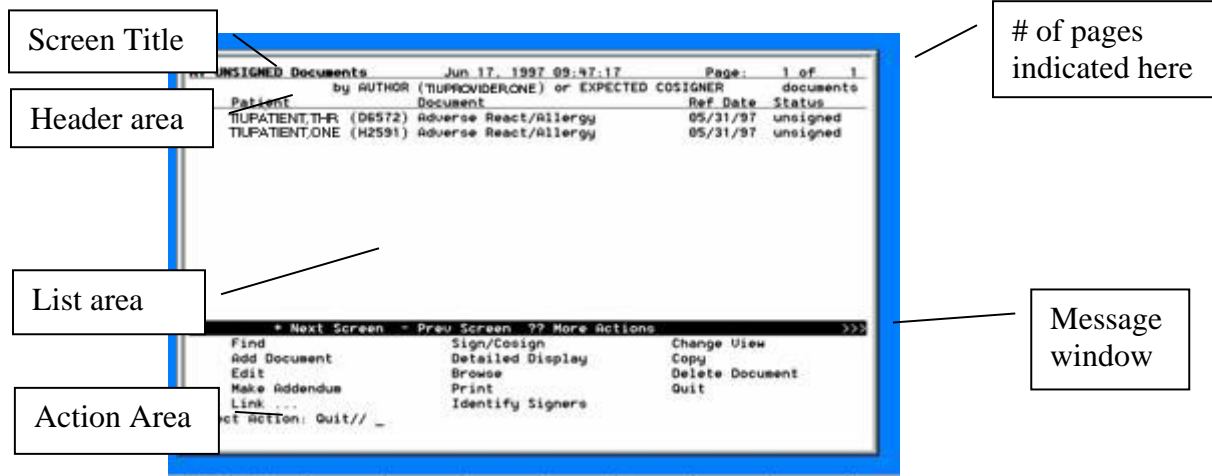 Screen Title
# of pages
indicated here
UNSIGNED Documents Jun 17, 1997 09:47:17 Page: 1 of 1
by AUTHOR (TIUPROVIDER,ONE) or EXPECTED COSIGNER documents
Patient Document Ref Date Status
Header area
TIUPATIENT,THR (D6572) Adverse React/Allergy 05/31/97 unsigned
TIUPATIENT,ONE (H2591) Adverse React/Allergy 05/31/97 unsigned
List area
Message
window
+ Next Screen - Prev Screen ?? More Actions >>>
Find Sign/Cosign Change View
Add Document Detailed Display Copy
Edit Browse Delete Document
Make Addendum Print Quit
Link ... Identify Signers
Action Area
ect Action: Quit// _